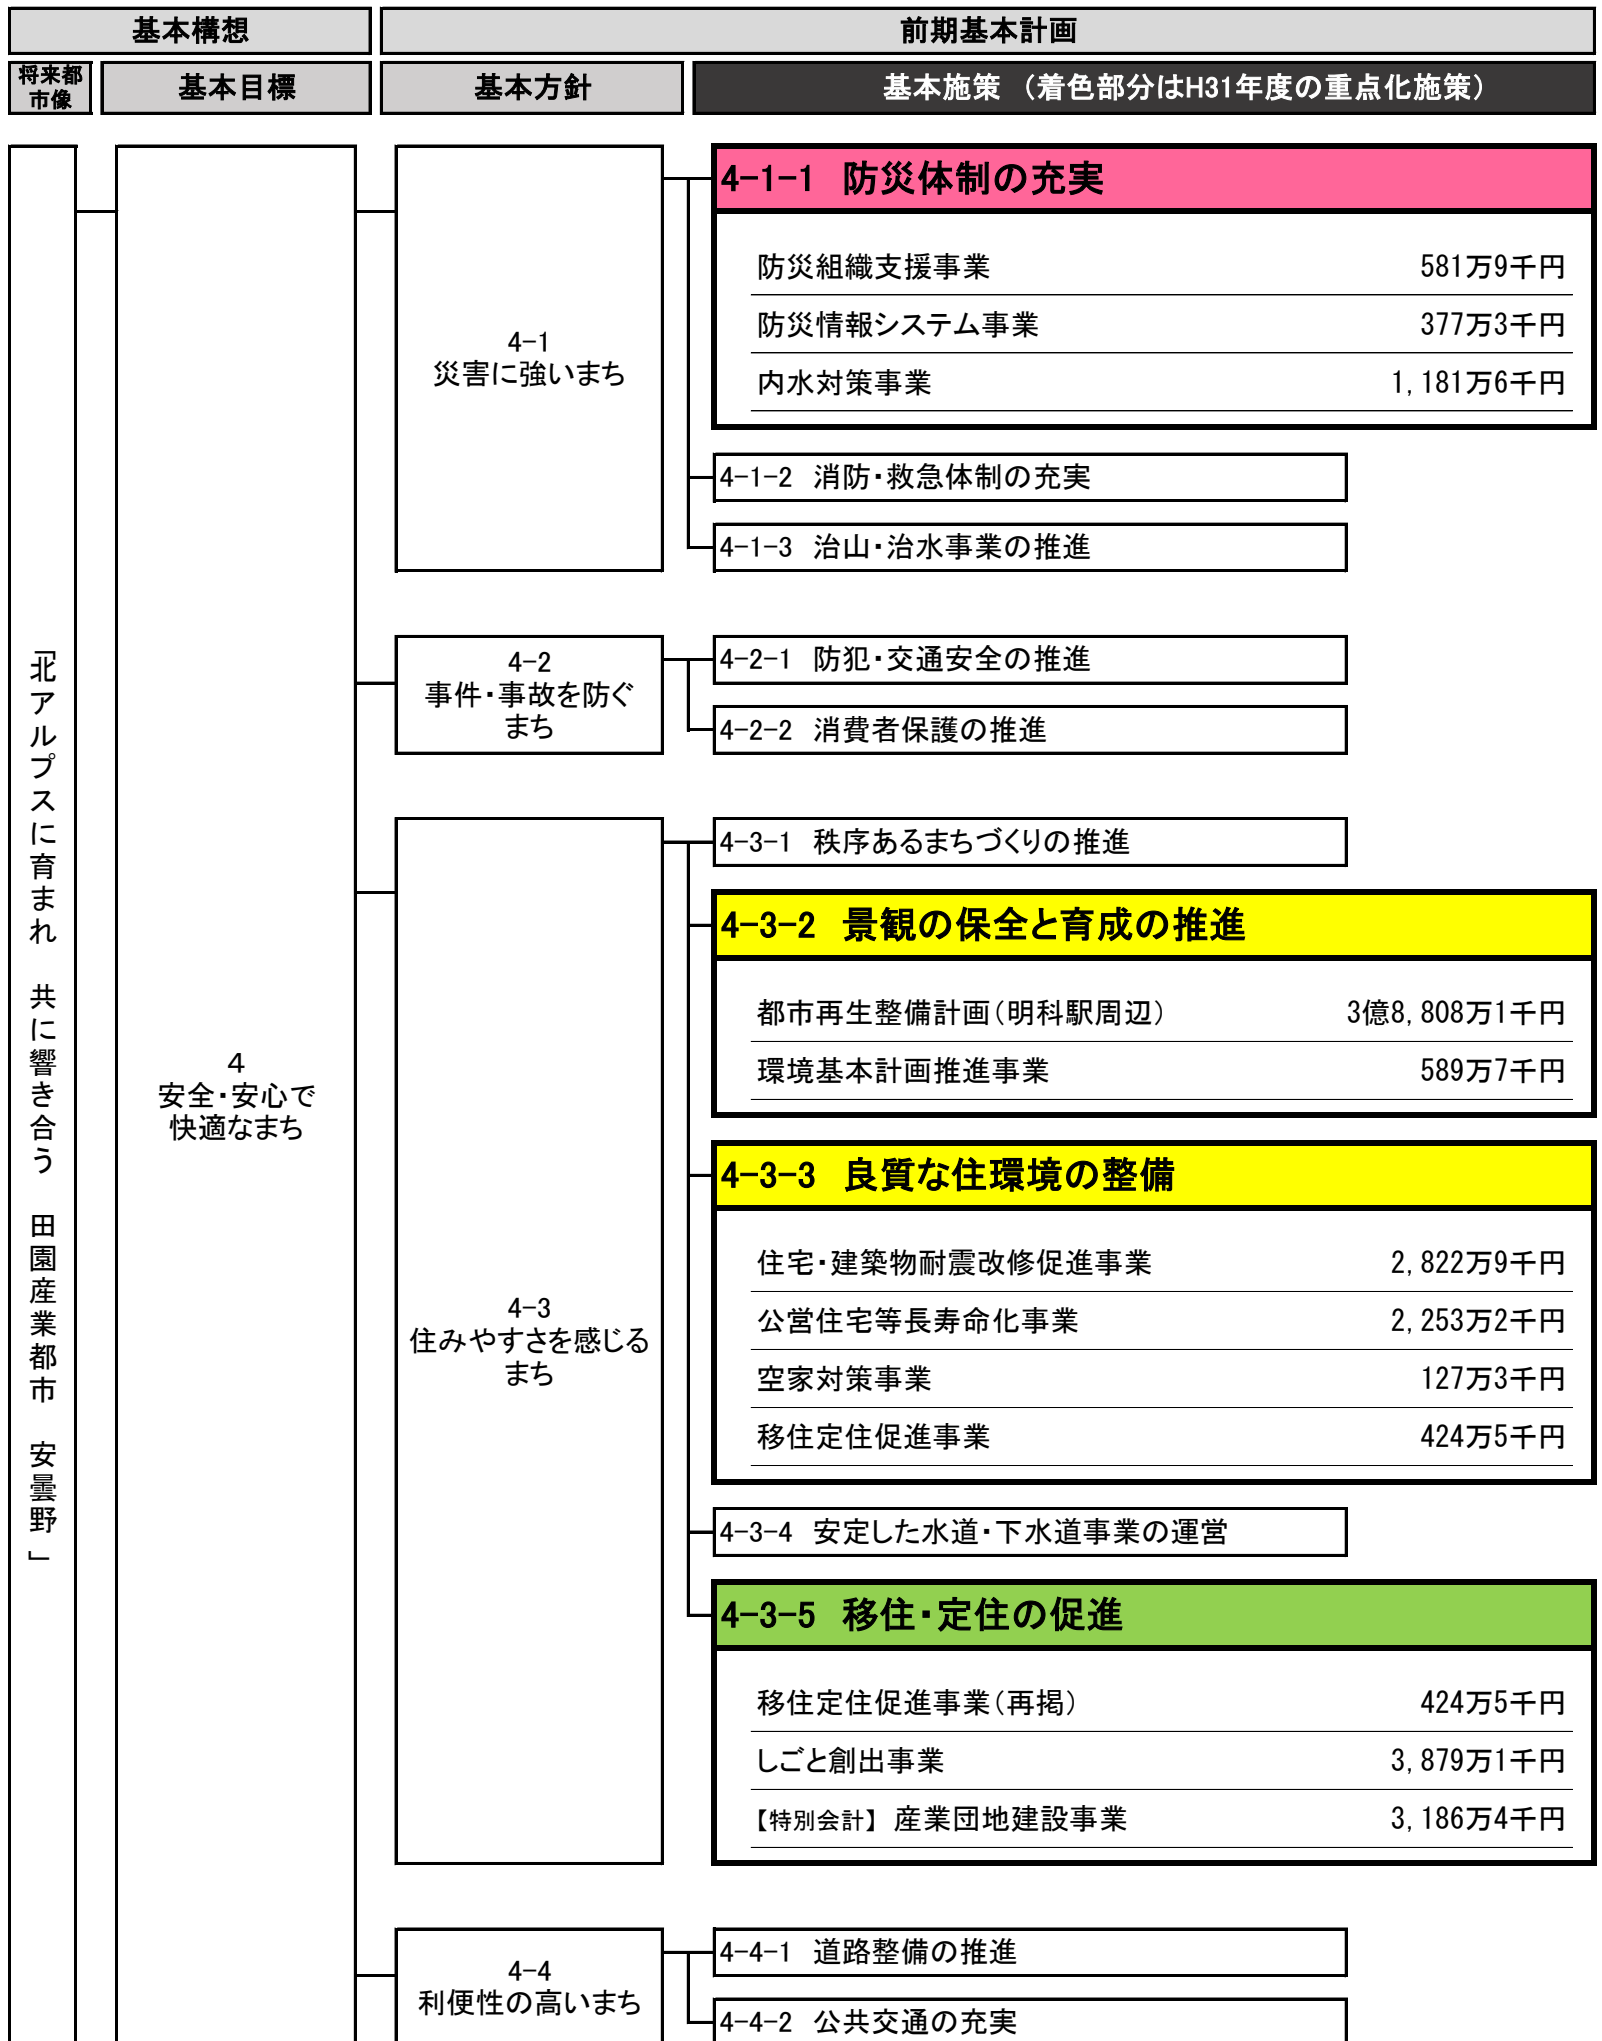 基本構想
前期基本計画
将来都
市像
基本目標
基本方針
基本施策 (着色部分はH31年度の重点化施策)
「北アルプスに育まれ 共に響き合う 田園産業都市 安曇野」
4
安全・安心で
快適なまち
4-1
災害に強いまち
4-1-1 防災体制の充実
防災組織支援事業 581万9千円
防災情報システム事業 377万3千円
内水対策事業 1,181万6千円
4-1-2 消防・救急体制の充実
4-1-3 治山・治水事業の推進
4-2
事件・事故を防ぐ
まち
4-2-1 防犯・交通安全の推進
4-2-2 消費者保護の推進
4-3
住みやすさを感じる
まち
4-3-1 秩序あるまちづくりの推進
4-3-2 景観の保全と育成の推進
都市再生整備計画(明科駅周辺) 3億8,808万1千円
環境基本計画推進事業 589万7千円
4-3-3 良質な住環境の整備
住宅・建築物耐震改修促進事業 2,822万9千円
公営住宅等長寿命化事業 2,253万2千円
空家対策事業 127万3千円
移住定住促進事業 424万5千円
4-3-4 安定した水道・下水道事業の運営
4-3-5 移住・定住の促進
移住定住促進事業(再掲) 424万5千円
しごと創出事業 3,879万1千円
【特別会計】産業団地建設事業 3,186万4千円
4-4
利便性の高いまち
4-4-1 道路整備の推進
4-4-2 公共交通の充実